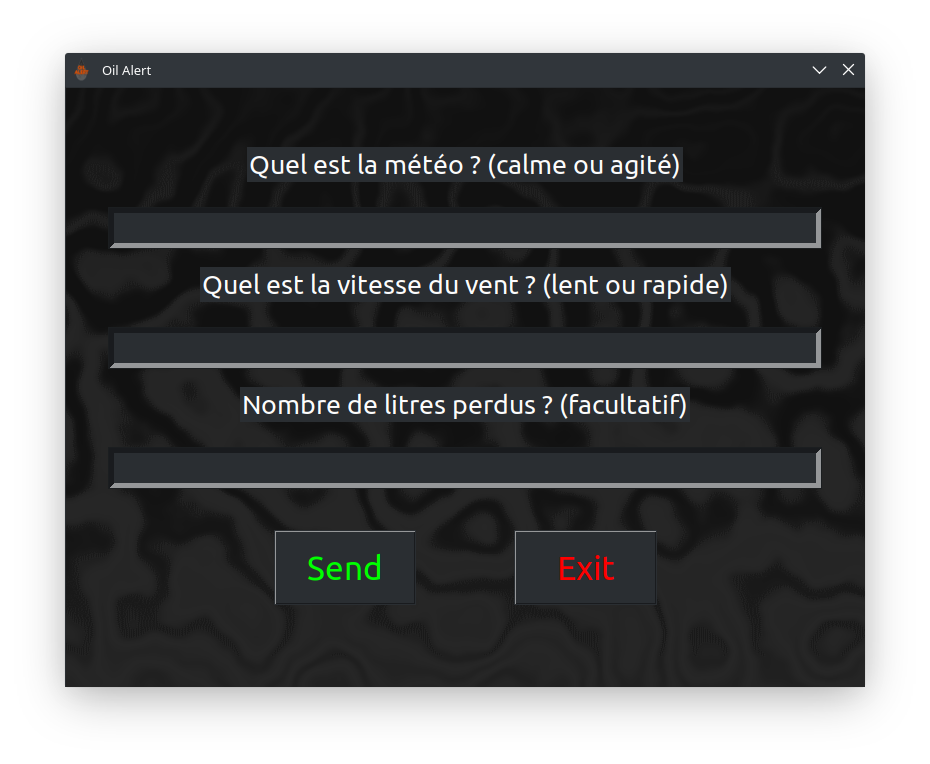 Oil Alert
Quel est la météo ? (calme ou agité)
Quel est la vitesse du vent ? (lent ou rapide)
Nombre de litres perdus ? (facultatif)
Send Exit